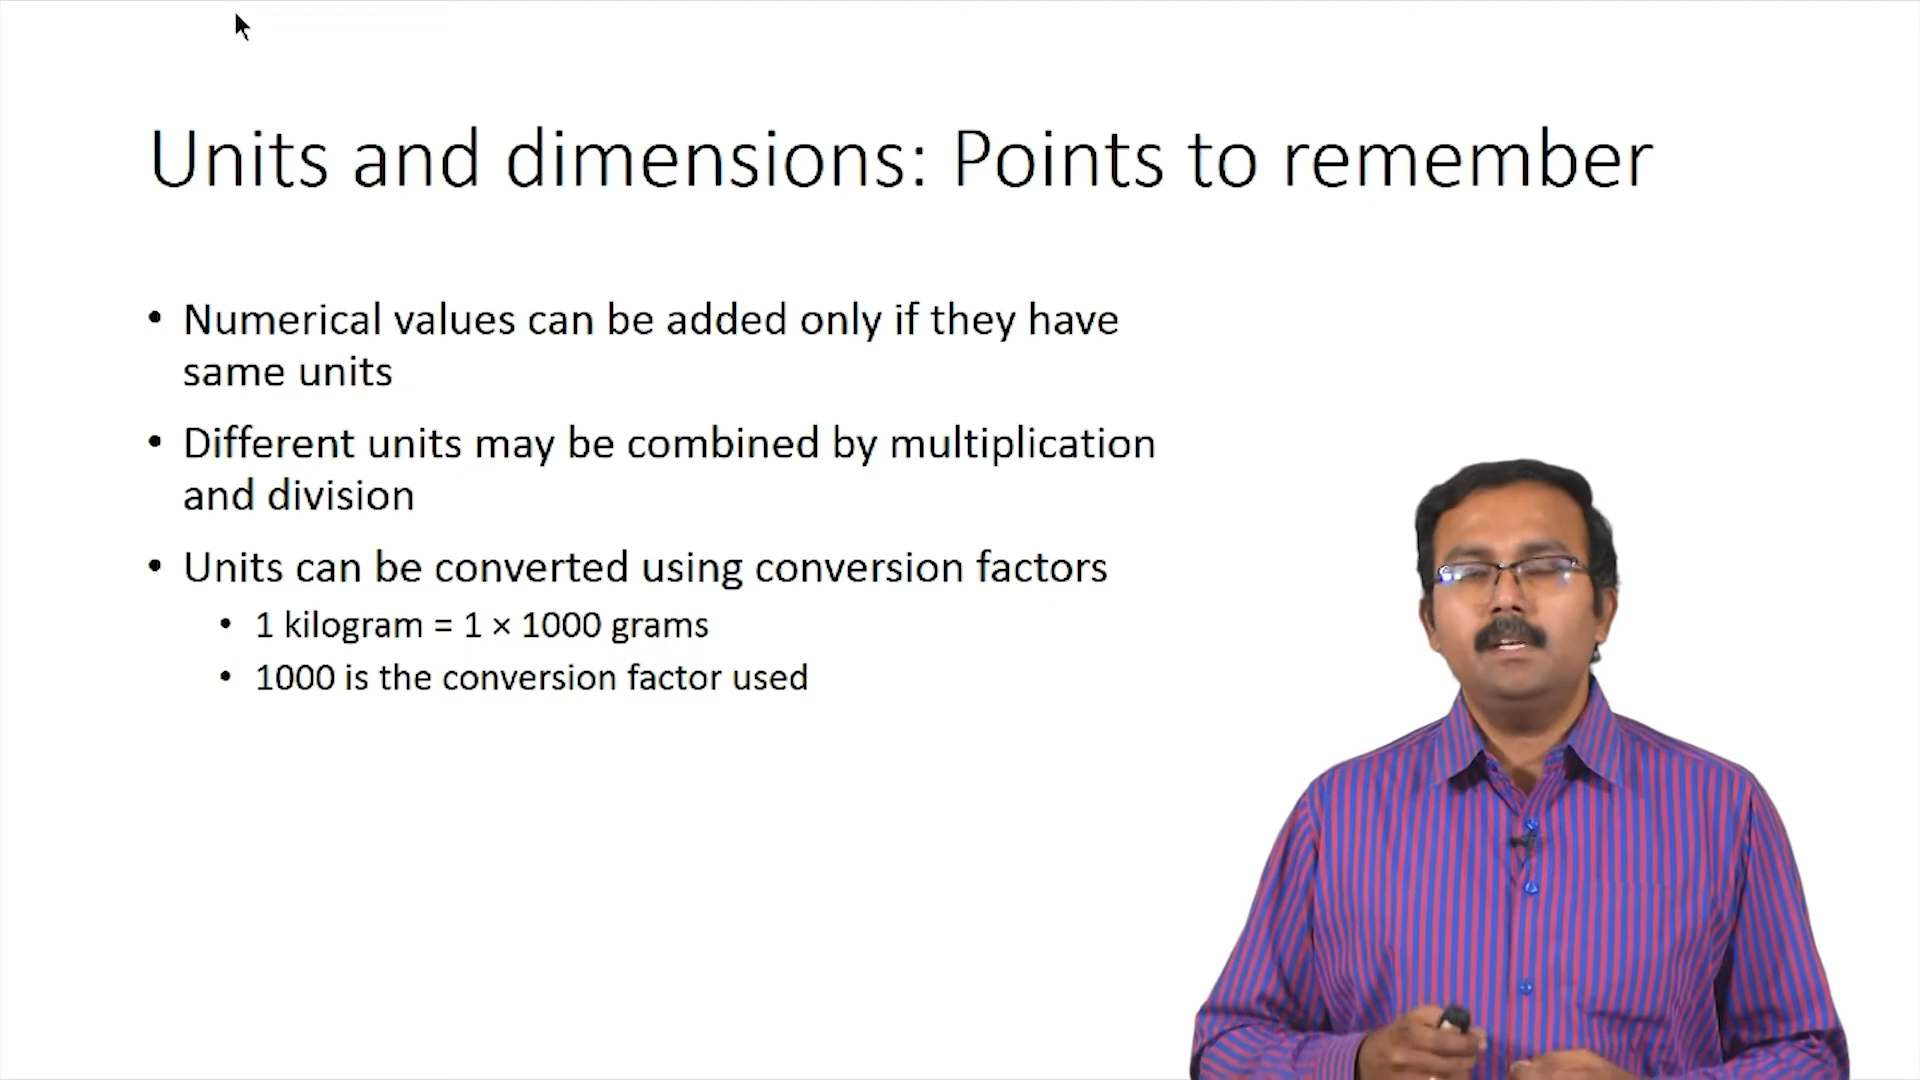 Units and dimensions: Points to remember
• Numerical values can be added only if they have
same units
• Different units may be combined by multiplication
and division
• Units can be converted using conversion factors
• 1 kilogram = 1 × 1000 grams
• 1000 is the conversion factor used